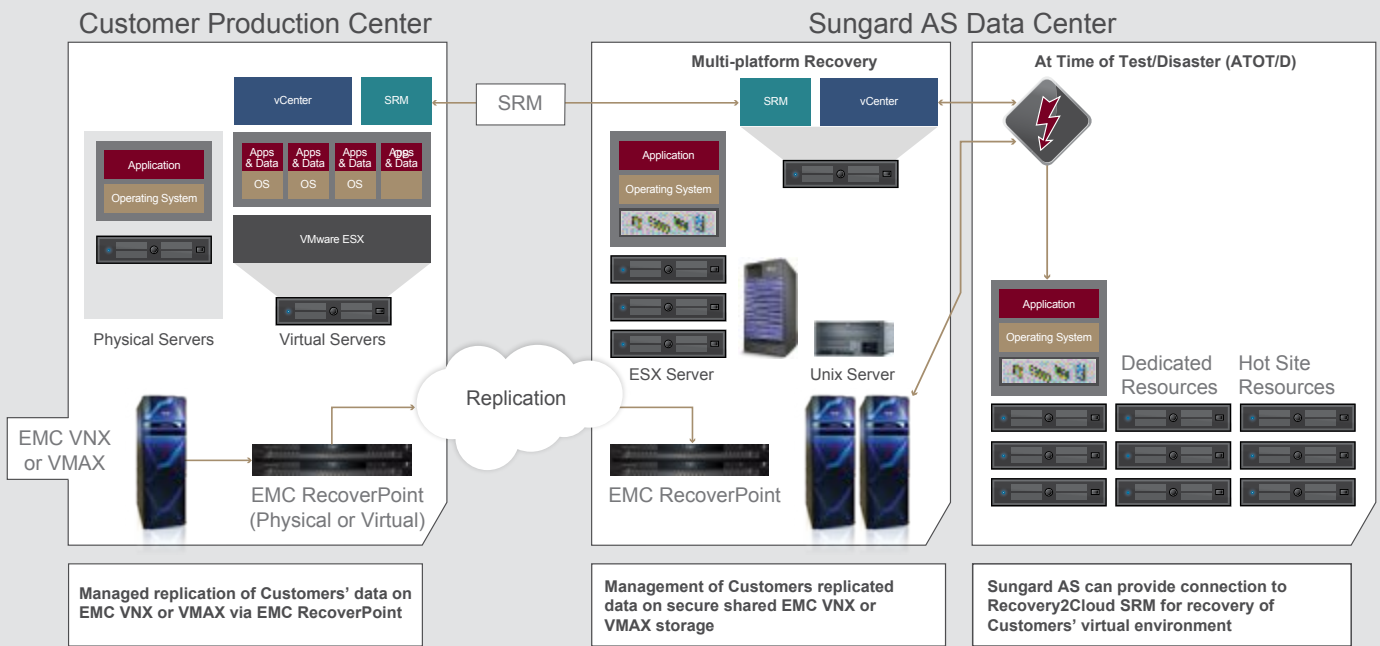 Customer Production Center
Sungard AS Data Center
vCenter
SRM
Application
Operating System
Apps
& Data
OS
Apps
& Data
OS
Apps
& Data
OS
Apps
OS
& Data
VMware ESX
Physical Servers
Virtual Servers
EMC VNX
or VMAX
EMC RecoverPoint
(Physical or Virtual)
SRM
Replication
Multi-platform Recovery
SRM
vCenter
Application
Operating System
ESX Server
Unix Server
EMC RecoverPoint
At Time of Test/Disaster (ATOT/D)
Application
Operating System
Dedicated
Resources
Hot Site
Resources
Managed replication of Customers’ data on
EMC VNX or VMAX via EMC RecoverPoint
Management of Customers replicated
data on secure shared EMC VNX or
VMAX storage
Sungard AS can provide connection to
Recovery2Cloud SRM for recovery of
Customers’ virtual environment